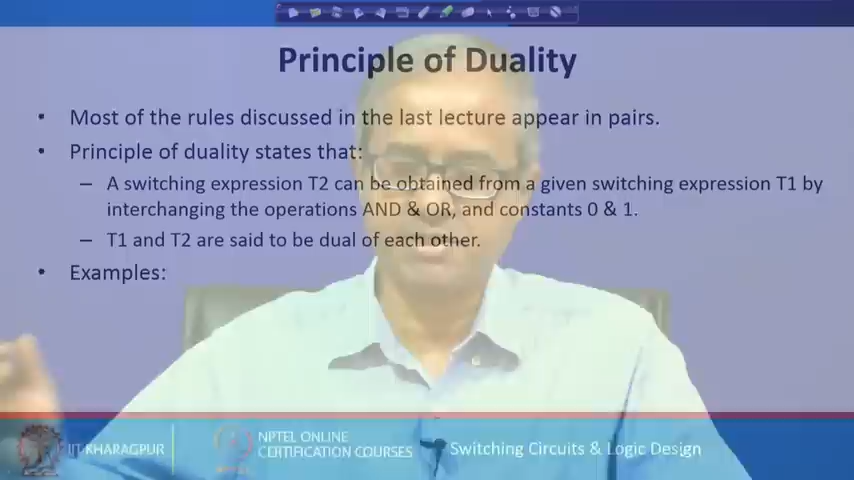 Principle of Duality
• Most of the rules discussed in the last lecture appear in pairs.
• Principle of duality states that:
– A switching expression T2 can be obtained from a given switching expression T1 by
interchanging the operations AND & OR, and constants 0 & 1.
– T1 and T2 are said to be dual of each other.
• Examples:
IIT KHARAGPUR
NPTEL ONLINE
CERTIFICATION COURSES
Switching Circuits & Logic Design